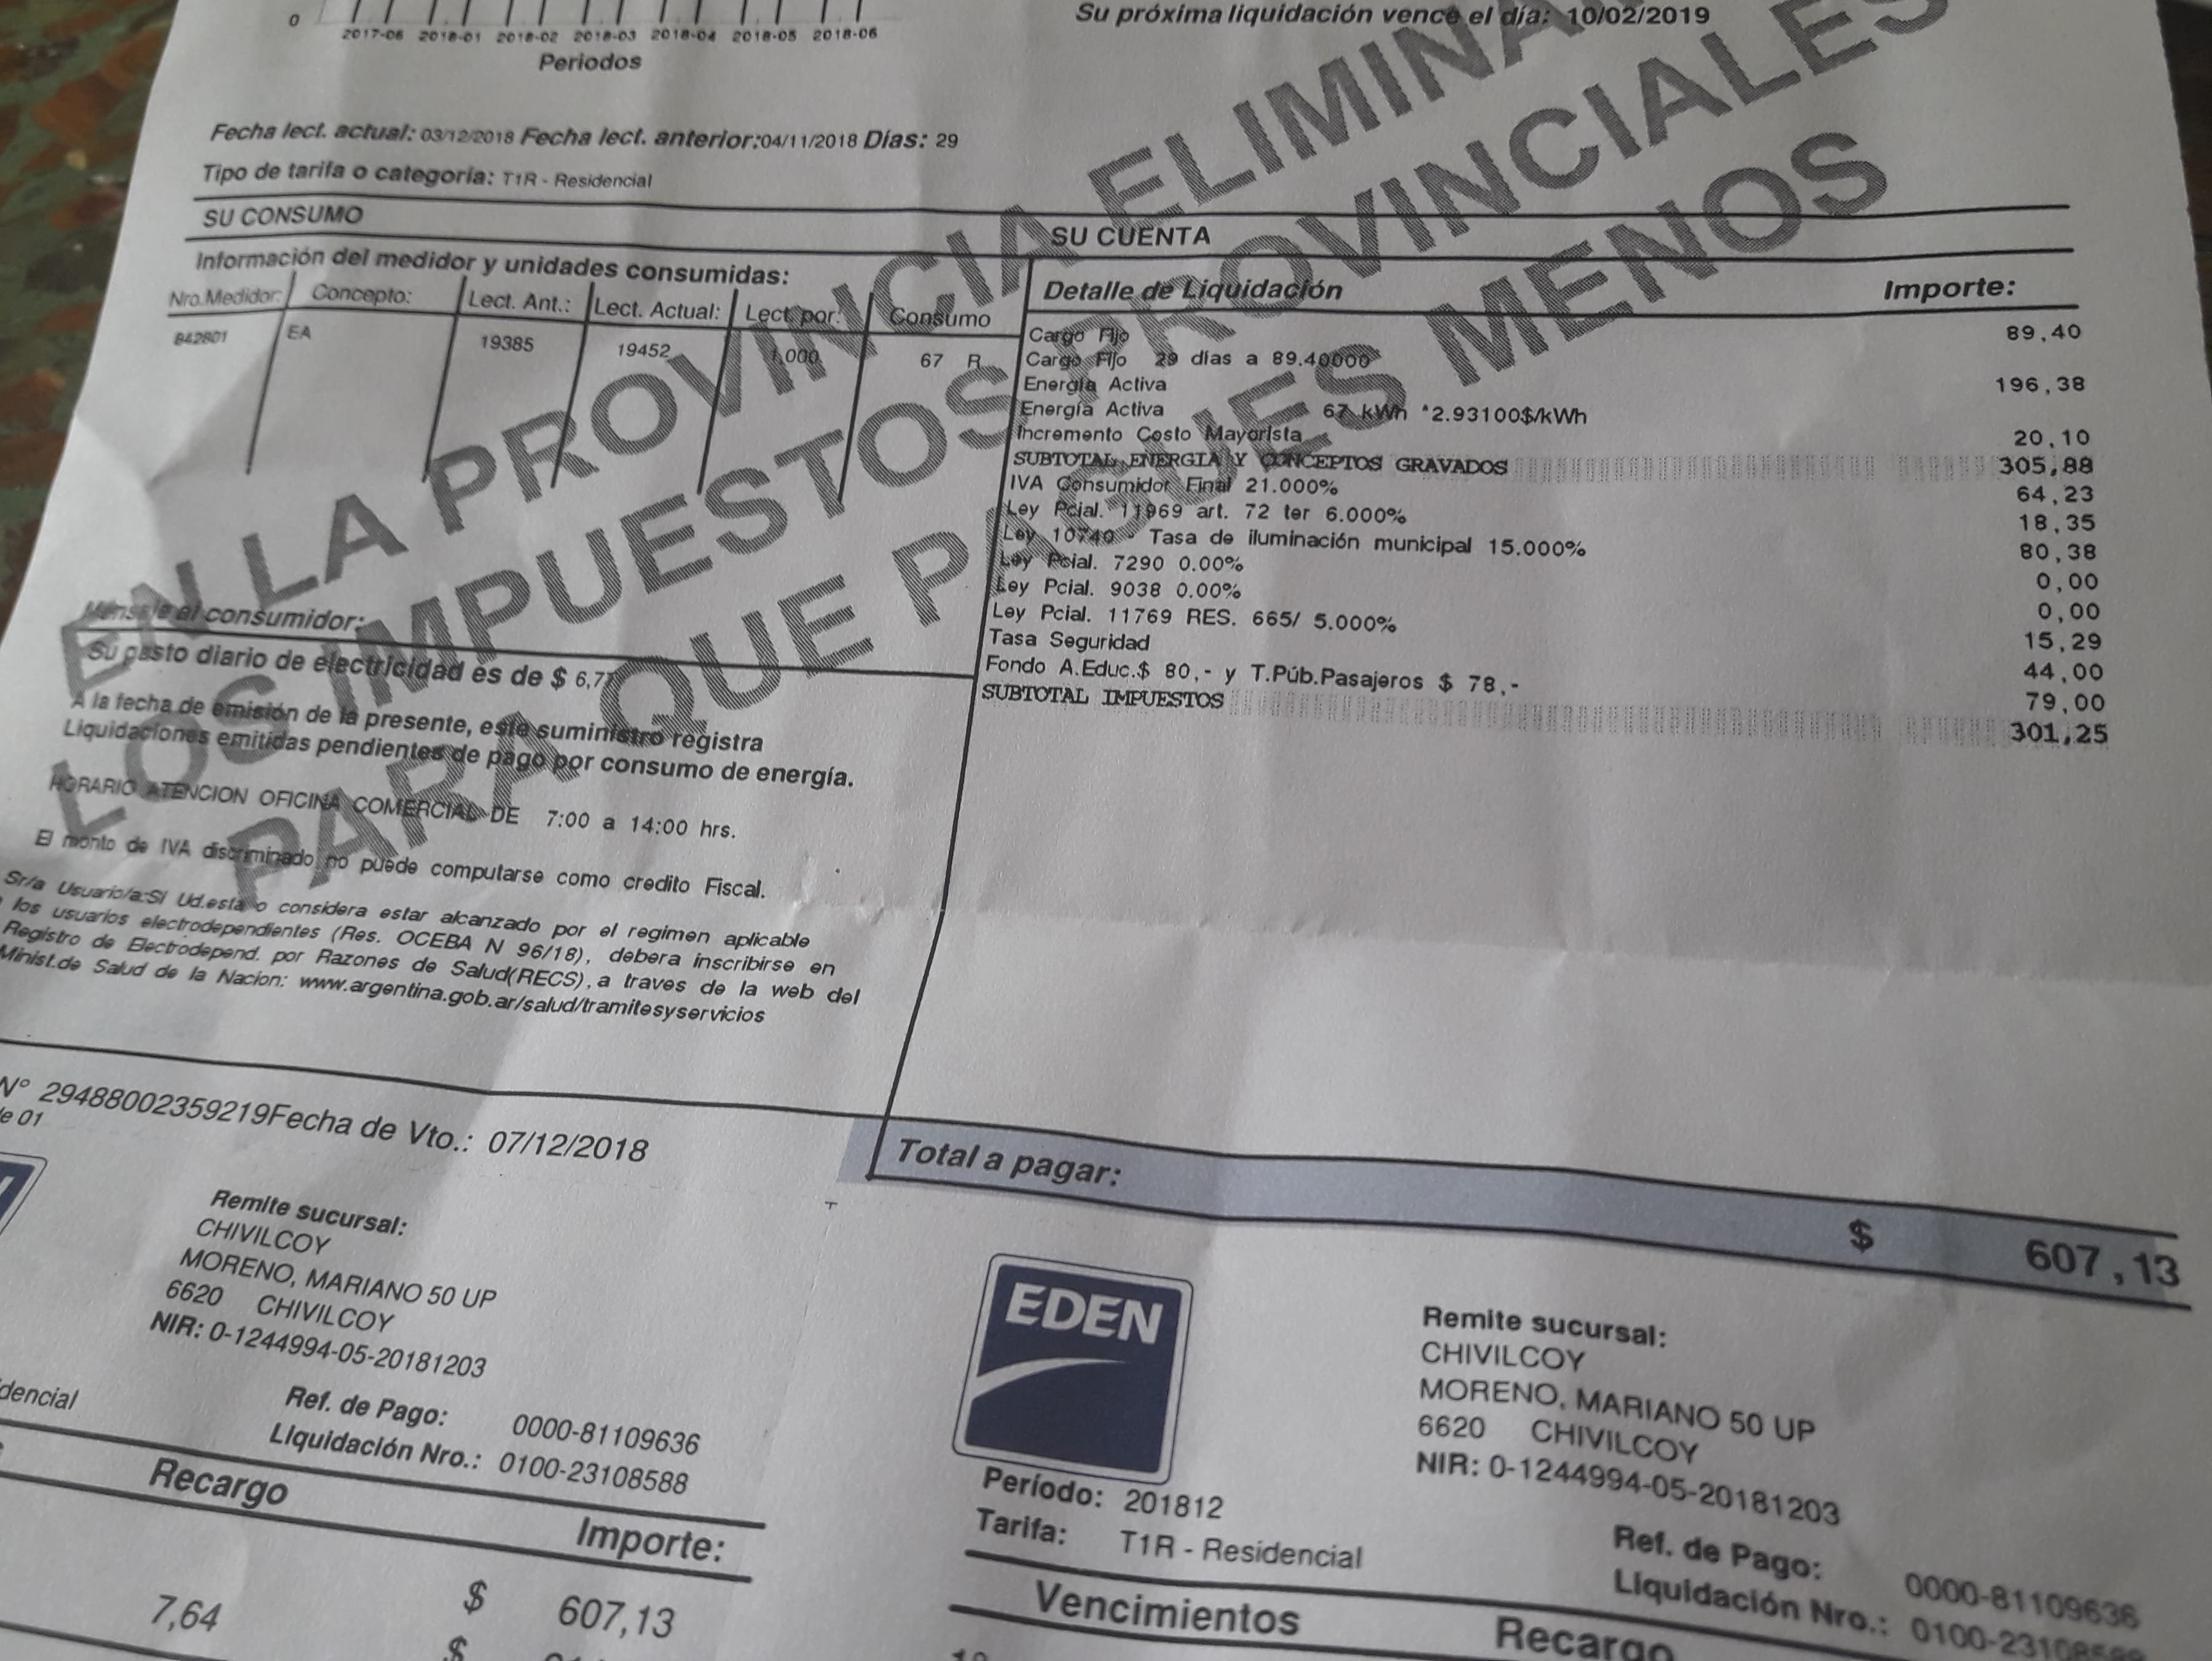 0
2017-06 2018-01 2018-02 2018-03 2018-04 2018-05 2018-06
Periodos
Su próxima liquidación vence el día: 10/02/2019
Fecha lect. actual: 03/12/2018 Fecha lect. anterior:04/11/2018 Días: 29
Tipo de tarifa o categoria: T1R - Residencial
EN LA PROVINCIA ELIMINA
LOS IMPUESTOS PROVINCIALES
PARA QUE PAGUES MENOS
SU CONSUMO
Información del medidor y unidades consumidas:
Nro.Medidor: Concepto: Lect. Ant.: Lect. Actual: Lect por: Consumo
842801 EA 19385 19452 1,000 67 R
SU CUENTA
Detalle de Liquidación Importe:
Cargo Fijo 89,40
Cargo Fijo 29 días a 89.40000
Energía Activa 196,38
Energía Activa 67 kWh *2.93100$/kWh
Incremento Costo Mayorista 20,10
SUBTOTAL ENERGIA Y CONCEPTOS GRAVADOS 305,88
IVA Consumidor Final 21.000% 64,23
Ley Pcial. 11969 art. 72 ter 6.000% 18,35
Ley 10740 - Tasa de iluminación municipal 15.000% 80,38
Ley Pcial. 7290 0.00% 0,00
Ley Pcial. 9038 0.00% 0,00
Ley Pcial. 11769 RES. 665/ 5.000% 15,29
Tasa Seguridad 44,00
Fondo A.Educ.$ 80,- y T.Púb.Pasajeros $ 78,- 79,00
SUBTOTAL IMPUESTOS 301,25
Mensaje al consumidor:
Su gasto diario de electricidad es de $ 6,77
A la fecha de emisión de la presente, este suministro registra
Liquidaciones emitidas pendientes de pago por consumo de energía.
HORARIO ATENCION OFICINA COMERCIAL DE 7:00 a 14:00 hrs.
El monto de IVA discriminado no puede computarse como credito Fiscal.
Sr/a Usuario/a:Si Ud.esta o considera estar alcanzado por el regimen aplicable
los usuarios electrodependientes (Res. OCEBA N 96/18), debera inscribirse en
Registro de Electrodepend. por Razones de Salud(RECS), a traves de la web del
Minist.de Salud de la Nacion: www.argentina.gob.ar/salud/tramitesyservicios
N° 29488002359219Fecha de Vto.: 07/12/2018
de 01
Total a pagar: $ 607,13
Remite sucursal:
CHIVILCOY
MORENO, MARIANO 50 UP
6620 CHIVILCOY
NIR: 0-1244994-05-20181203
dencial
Ref. de Pago: 0000-81109636
Liquidación Nro.: 0100-23108588
Recargo Importe:
7,64 $ 607,13
$
EDEN
Remite sucursal:
CHIVILCOY
MORENO, MARIANO 50 UP
6620 CHIVILCOY
NIR: 0-1244994-05-20181203
Período: 201812
Tarifa: T1R - Residencial
Ref. de Pago: 0000-81109636
Liquidación Nro.: 0100-23108588
Vencimientos Recargo